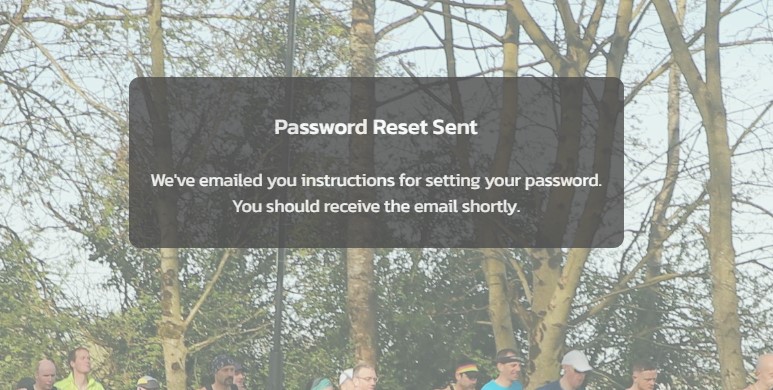 Password Reset Sent
We've emailed you instructions for setting your password.
You should receive the email shortly.